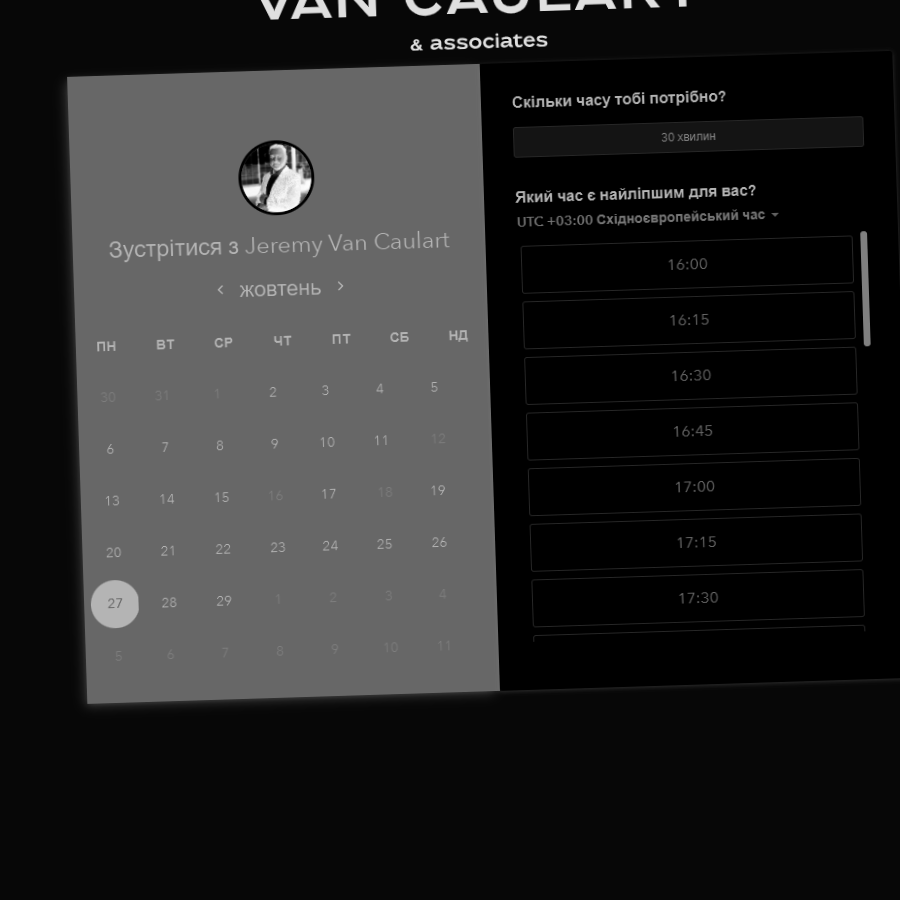 VAN CAULART
& associates
Зустрітися з Jeremy Van Caulart
жовтень
ПН ВТ СР ЧТ ПТ СБ НД
30 31 1 2 3 4 5
6 7 8 9 10 11 12
13 14 15 16 17 18 19
20 21 22 23 24 25 26
27 28 29 1 2 3 4
5 6 7 8 9 10 11
Скільки часу тобі потрібно?
30 хвилин
Який час є найліпшим для вас?
UTC +03:00 Східноєвропейський час
16:00
16:15
16:30
16:45
17:00
17:15
17:30